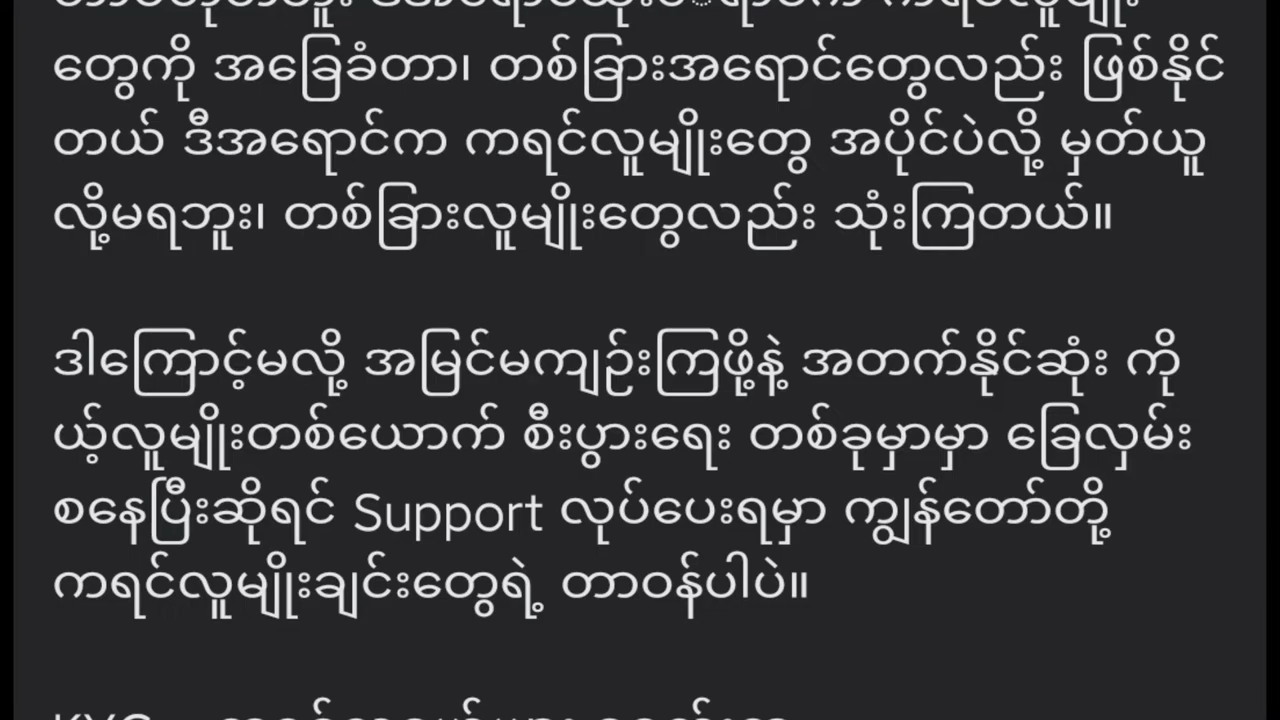 တွေကို အခြေခံတာ၊ တစ်ခြားအရောင်တွေလည်း ဖြစ်နိုင်
တယ် ဒီအရောင်က ကရင်လူမျိုးတွေ အပိုင်ပဲလို့ မှတ်ယူ
လို့မရဘူး၊ တစ်ခြားလူမျိုးတွေလည်း သုံးကြတယ်။
ဒါကြောင့်မလို့ အမြင်မကျဉ်းကြဖို့နဲ့ အတက်နိုင်ဆုံး ကို
ယ့်လူမျိုးတစ်ယောက် စီးပွားရေး တစ်ခုမှာမှာ ခြေလှမ်း
စနေပြီးဆိုရင် Support လုပ်ပေးရမှာ ကျွန်တော်တို့
ကရင်လူမျိုးချင်းတွေရဲ့ တာဝန်ပါပဲ။